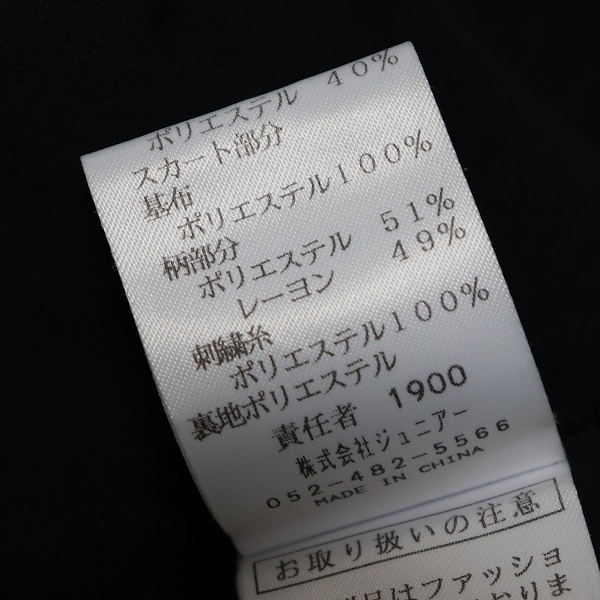 ポリエステル 40%
スカート部分
基布
ポリエステル100%
柄部分
ポリエステル 51%
レーヨン 49%
刺繍糸
ポリエステル100%
裏地ポリエステル
責任者 1900
株式会社ジュニアー
052-482-5566
MADE IN CHINA
お取り扱いの注意
品はファッショ
おりま